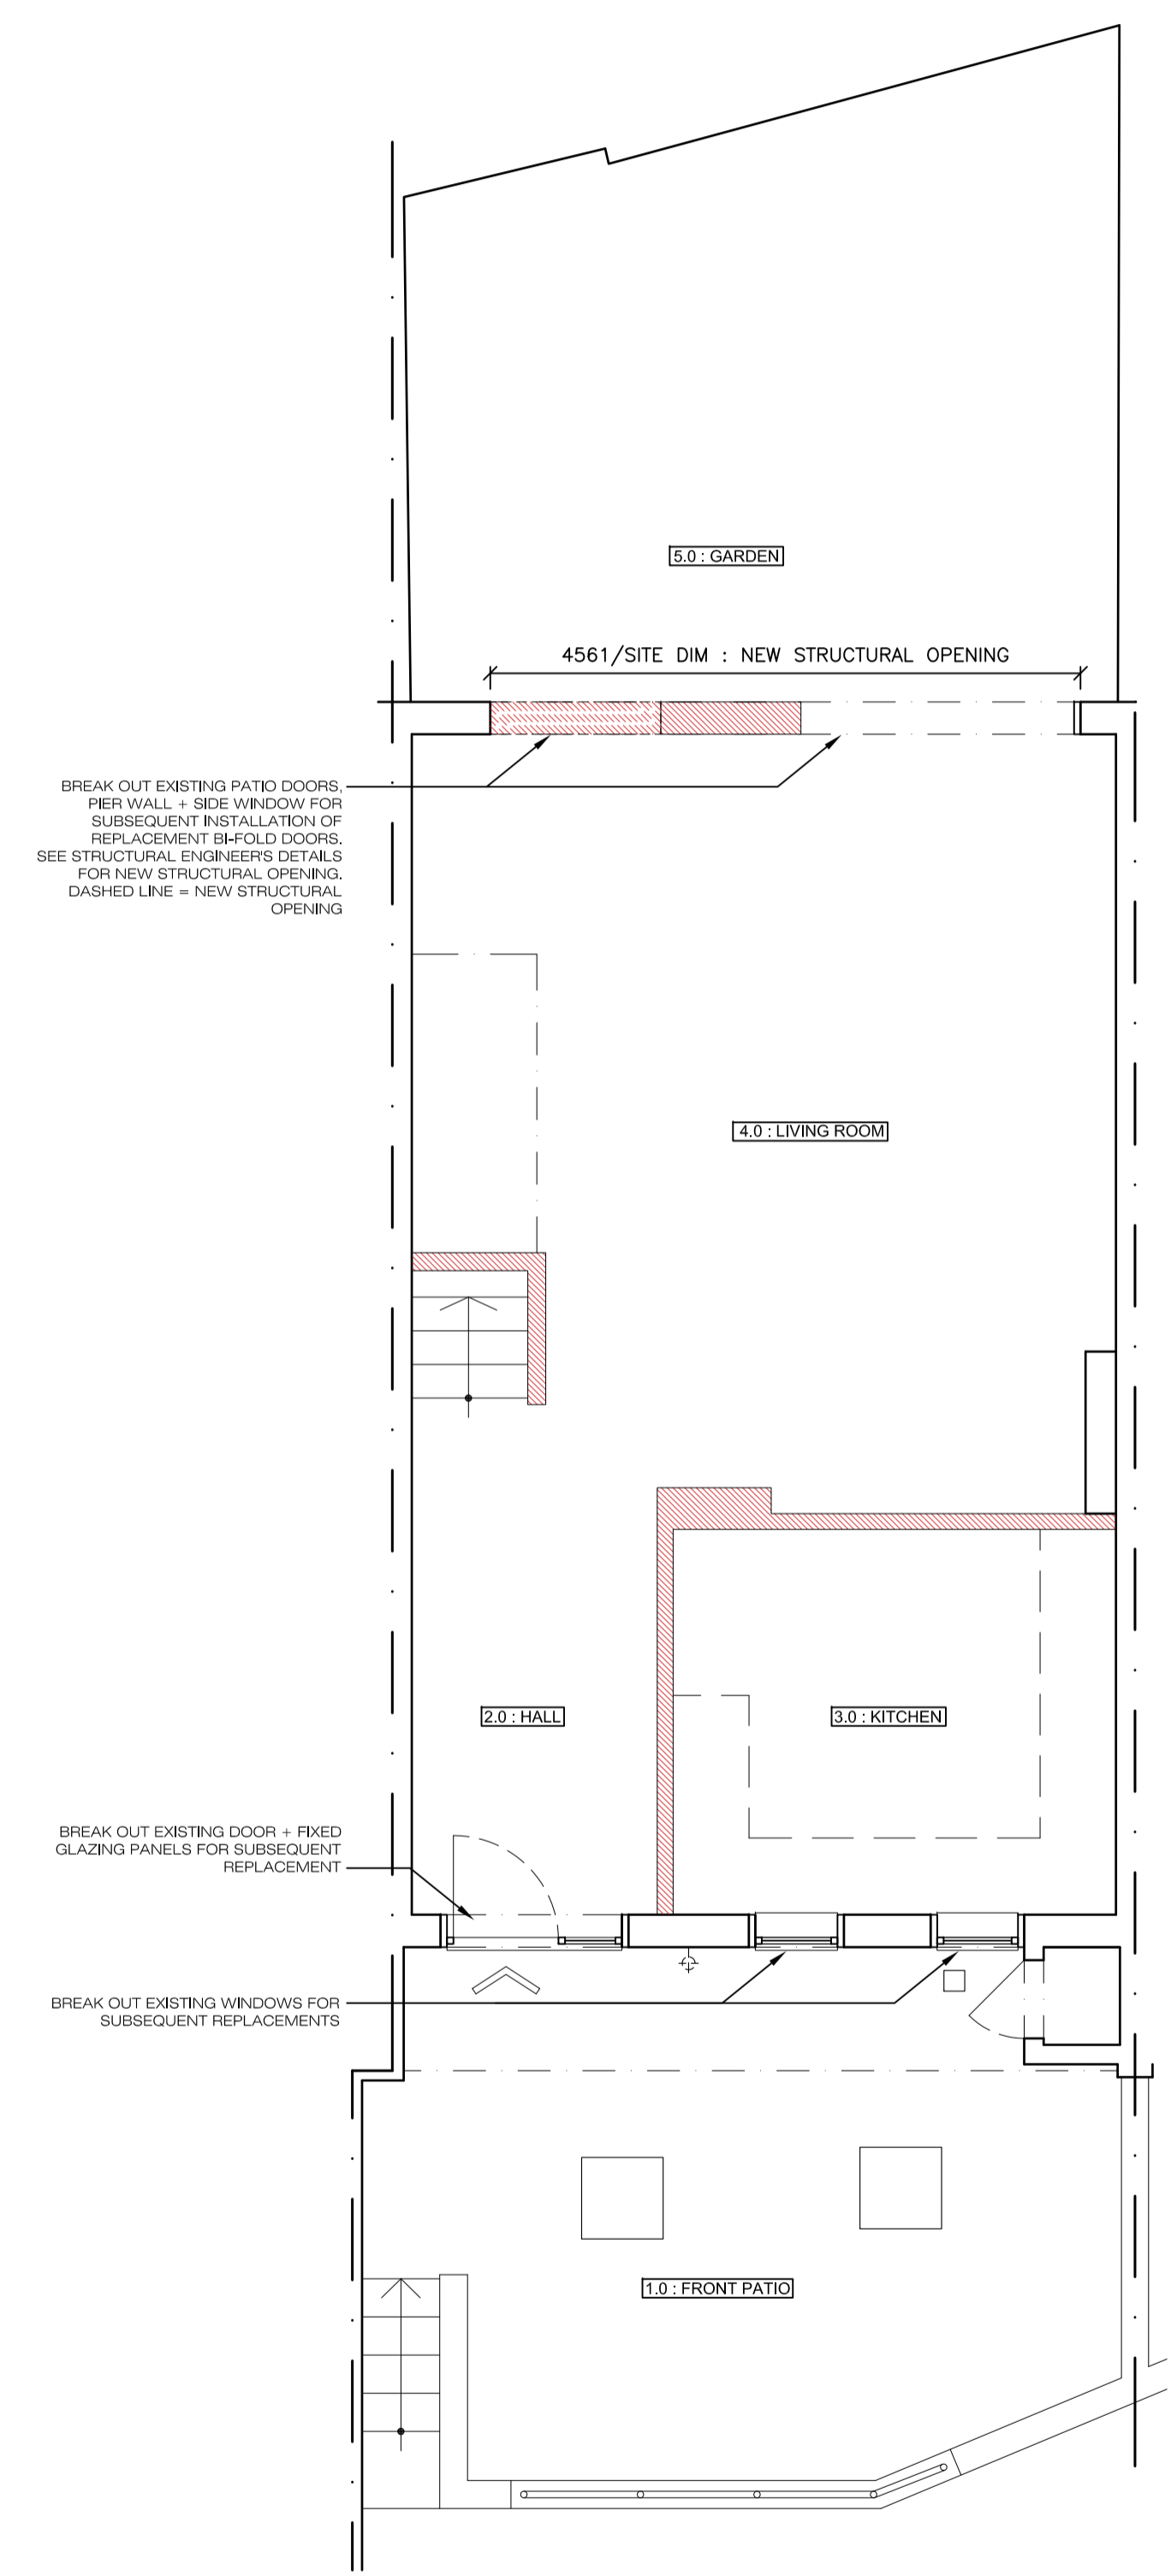 5.0 : GARDEN
4561/SITE DIM : NEW STRUCTURAL OPENING
BREAK OUT EXISTING PATIO DOORS,
PIER WALL + SIDE WINDOW FOR
SUBSEQUENT INSTALLATION OF
REPLACEMENT BI-FOLD DOORS.
SEE STRUCTURAL ENGINEER'S DETAILS
FOR NEW STRUCTURAL OPENING.
DASHED LINE = NEW STRUCTURAL
OPENING
4.0 : LIVING ROOM
2.0 : HALL
3.0 : KITCHEN
BREAK OUT EXISTING DOOR + FIXED
GLAZING PANELS FOR SUBSEQUENT
REPLACEMENT
BREAK OUT EXISTING WINDOWS FOR
SUBSEQUENT REPLACEMENTS
1.0 : FRONT PATIO